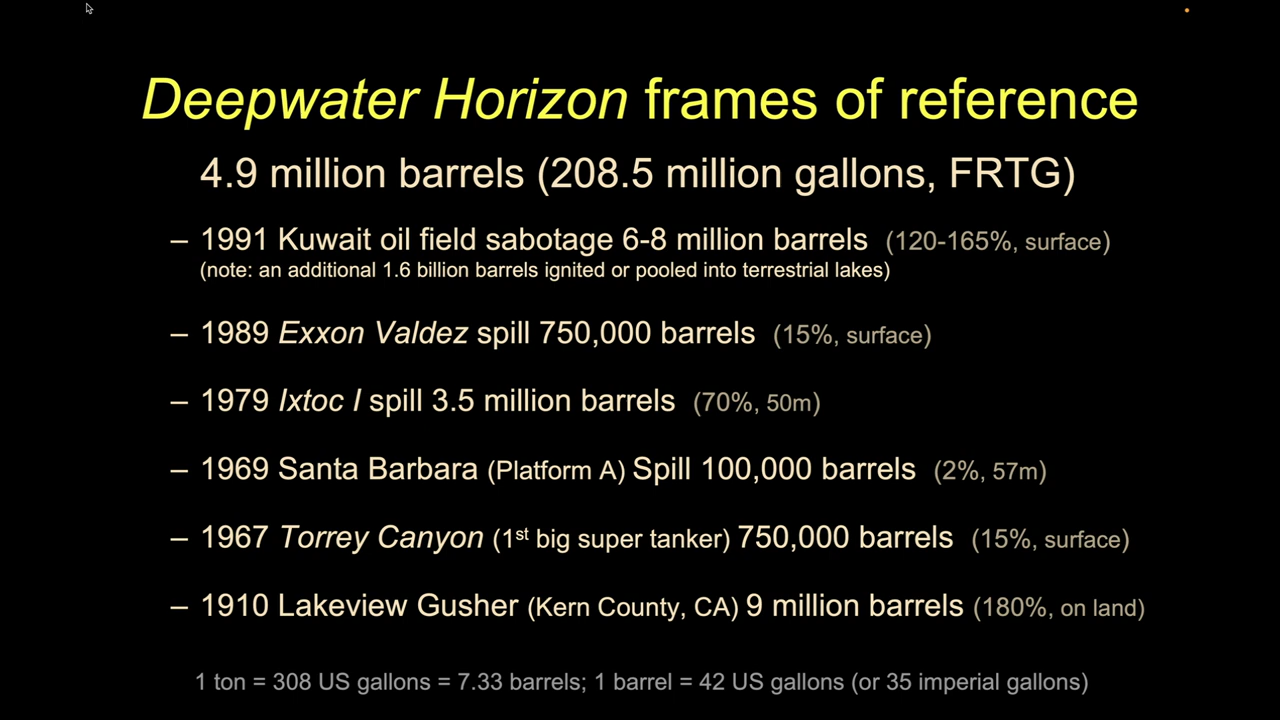 Deepwater Horizon frames of reference
4.9 million barrels (208.5 million gallons, FRTG)
– 1991 Kuwait oil field sabotage 6-8 million barrels (120-165%, surface)
(note: an additional 1.6 billion barrels ignited or pooled into terrestrial lakes)
– 1989 Exxon Valdez spill 750,000 barrels (15%, surface)
– 1979 Ixtoc I spill 3.5 million barrels (70%, 50m)
– 1969 Santa Barbara (Platform A) Spill 100,000 barrels (2%, 57m)
– 1967 Torrey Canyon (1st big super tanker) 750,000 barrels (15%, surface)
– 1910 Lakeview Gusher (Kern County, CA) 9 million barrels (180%, on land)
1 ton = 308 US gallons = 7.33 barrels; 1 barrel = 42 US gallons (or 35 imperial gallons)